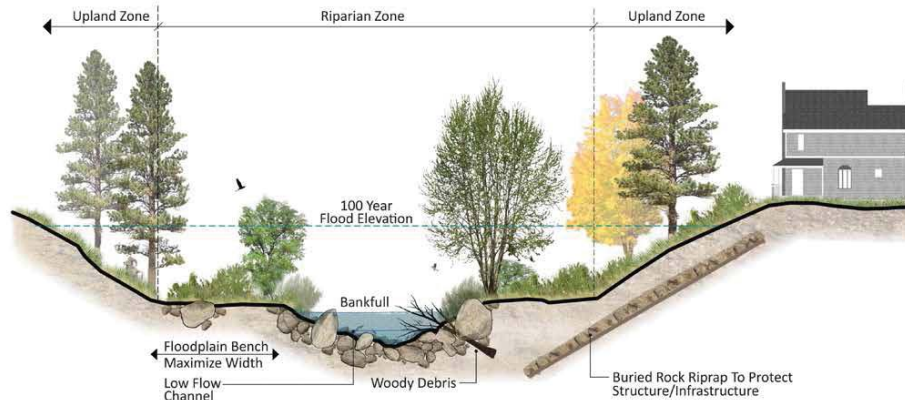 Upland Zone
Riparian Zone
Upland Zone
100 Year
Flood Elevation
Bankfull
Floodplain Bench
Maximize Width
Low Flow
Channel
Woody Debris
Buried Rock Riprap To Protect
Structure/Infrastructure